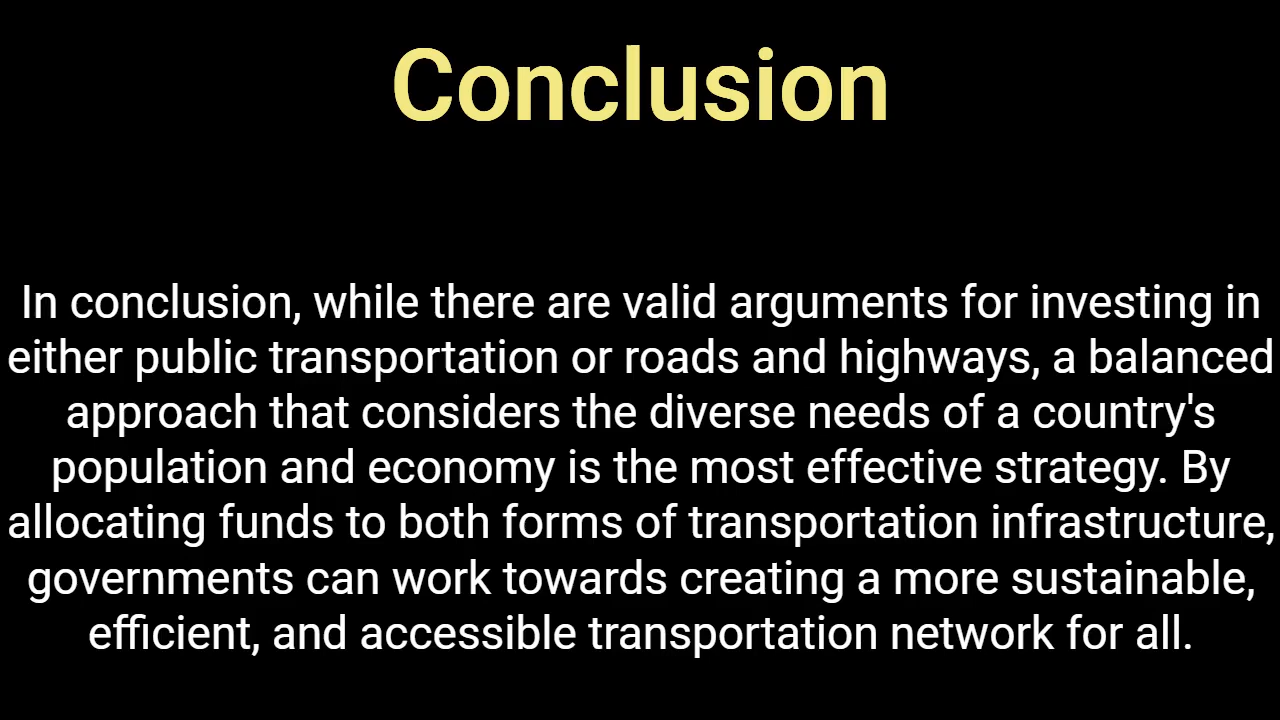 Conclusion
In conclusion, while there are valid arguments for investing in
either public transportation or roads and highways, a balanced
approach that considers the diverse needs of a country's
population and economy is the most effective strategy. By
allocating funds to both forms of transportation infrastructure,
governments can work towards creating a more sustainable,
efficient, and accessible transportation network for all.